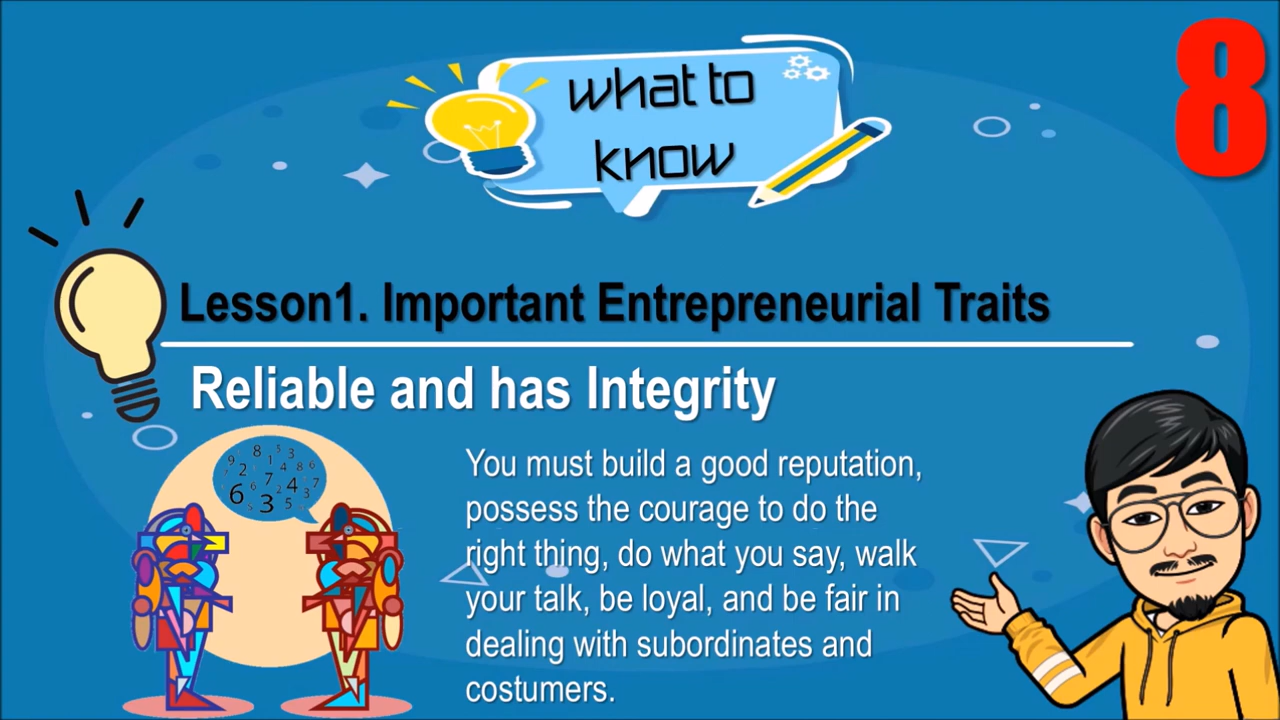 8
what to
know
Lesson1. Important Entrepreneurial Traits
Reliable and has Integrity
You must build a good reputation,
possess the courage to do the
right thing, do what you say, walk
your talk, be loyal, and be fair in
dealing with subordinates and
costumers.